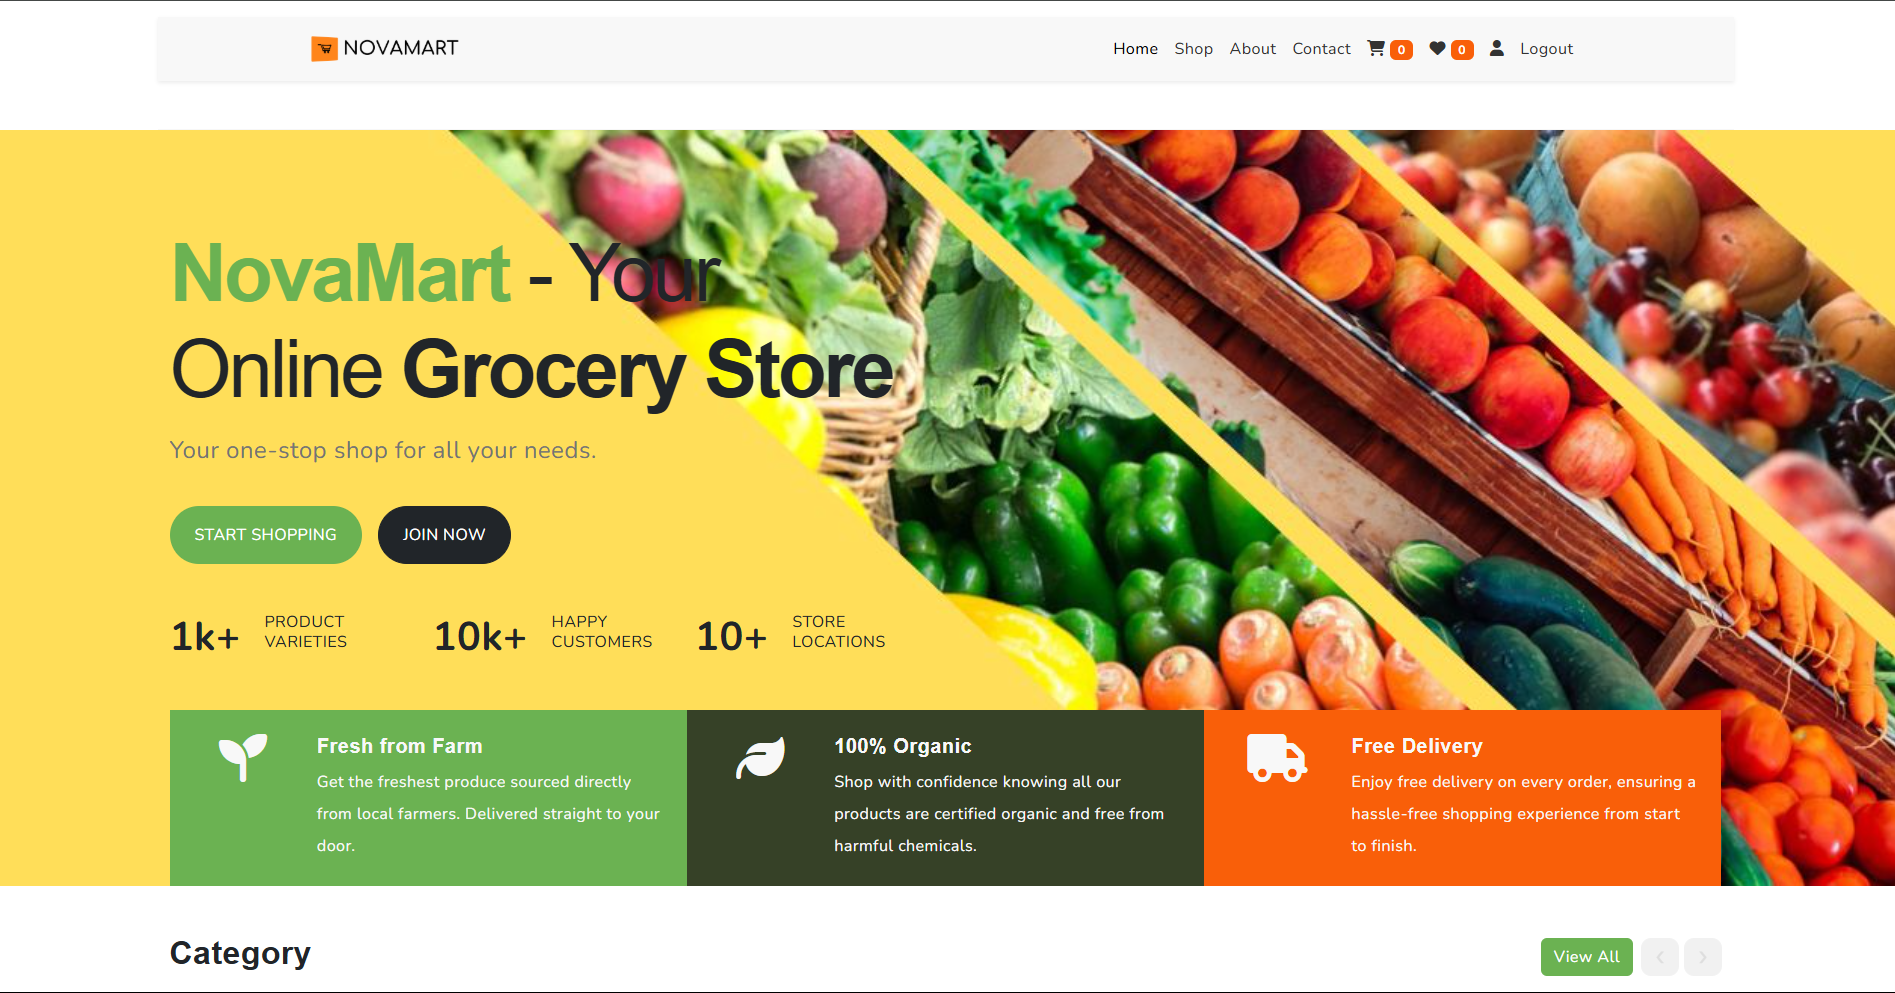 NOVAMART
Home Shop About Contact 0 0 Logout
NovaMart - Your
Online Grocery Store
Your one-stop shop for all your needs.
START SHOPPING
JOIN NOW
1k+
PRODUCT
VARIETIES
10k+
HAPPY
CUSTOMERS
10+
STORE
LOCATIONS
Fresh from Farm
Get the freshest produce sourced directly
from local farmers. Delivered straight to your
door.
100% Organic
Shop with confidence knowing all our
products are certified organic and free from
harmful chemicals.
Free Delivery
Enjoy free delivery on every order, ensuring a
hassle-free shopping experience from start
to finish.
Category
View All